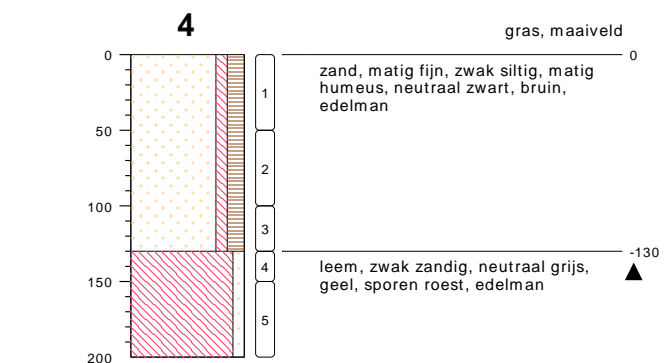 4
gras, maaiveld
0
0
zand, matig fijn, zwak siltig, matig
humeus, neutraal zwart, bruin,
edelman
1
50
2
100
3
-130
leem, zwak zandig, neutraal grijs,
geel, sporen roest, edelman
4
150
5
200